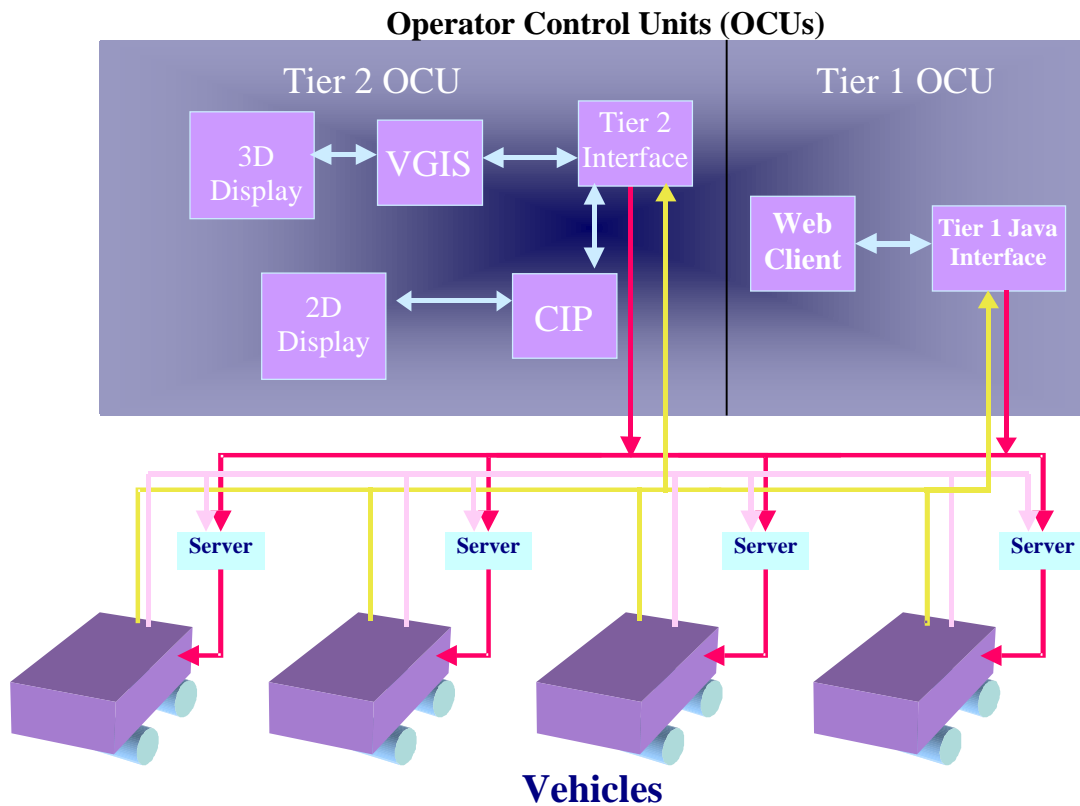 Operator Control Units (OCUs)
Tier 2 OCU
Tier 1 OCU
3D
Display
VGIS
Tier 2
Interface
Web
Client
Tier 1 Java
Interface
2D
Display
CIP
Server
Server
Server
Server
Vehicles